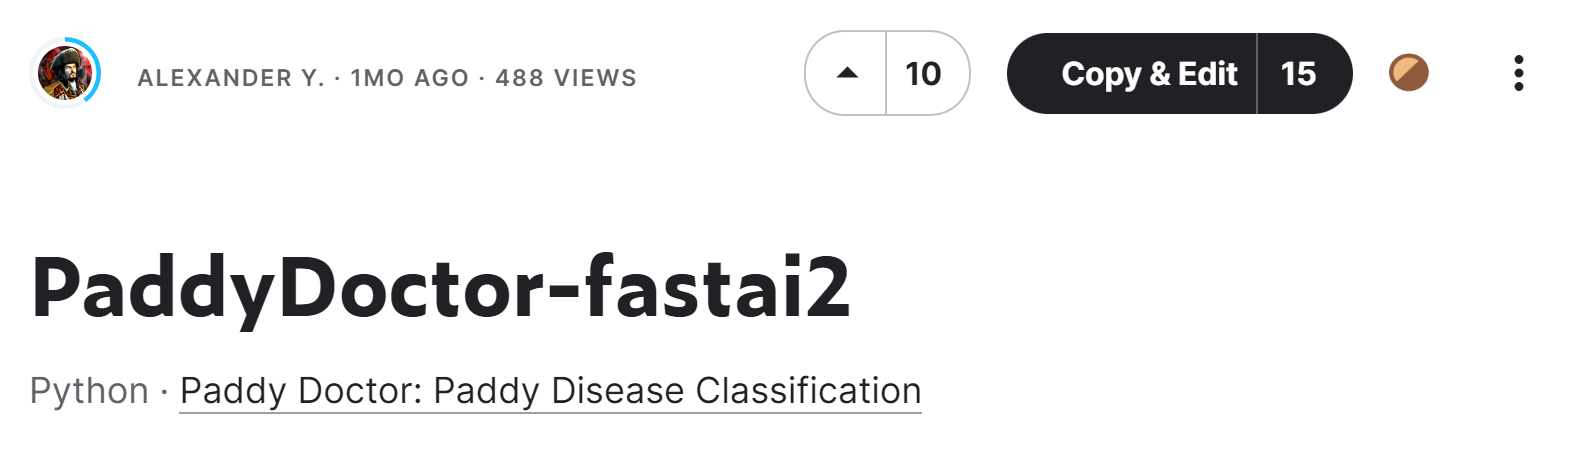 ALEXANDER Y. · 1MO AGO · 488 VIEWS
10
Copy & Edit
15
PaddyDoctor-fastai2
Python · Paddy Doctor: Paddy Disease Classification